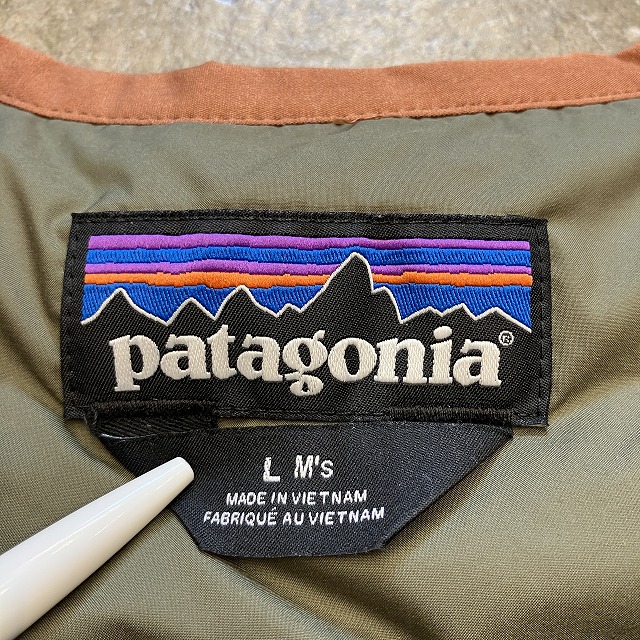 patagonia®
L M's
MADE IN VIETNAM
FABRIQUÉ AU VIETNAM